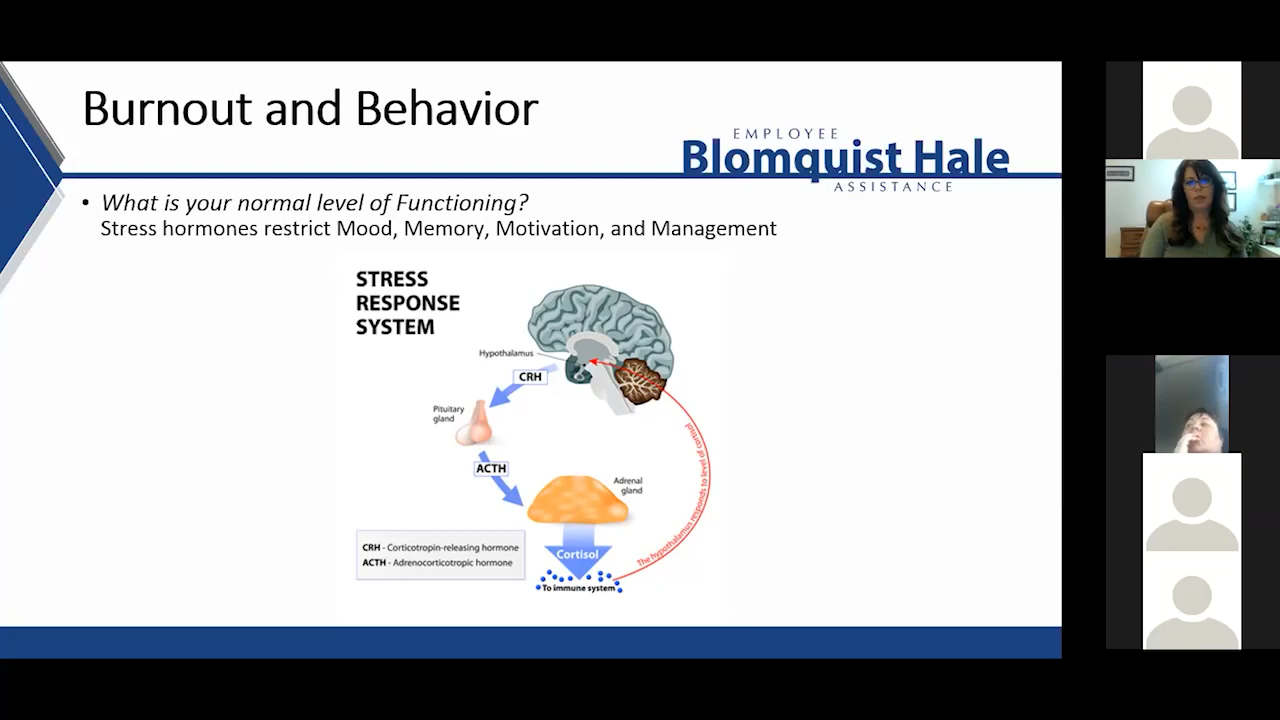 Burnout and Behavior
EMPLOYEE
Blomquist Hale
ASSISTANCE
• What is your normal level of Functioning?
Stress hormones restrict Mood, Memory, Motivation, and Management
STRESS
RESPONSE
SYSTEM
Hypothalamus
CRH
Pituitary
gland
ACTH
Adrenal
gland
The hypothalamus responds to level of cortisol
CRH - Corticotropin-releasing hormone
ACTH - Adrenocorticotropic hormone
Cortisol
To immune system